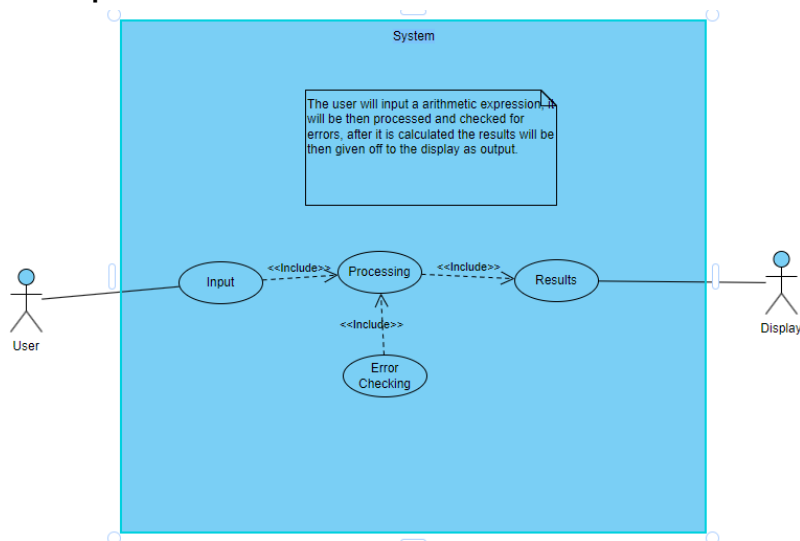 System
The user will input a arithmetic expression, it
will be then processed and checked for
errors, after it is calculated the results will be
then given off to the display as output.
<<Include>>
<<Include>>
Input
Processing
Results
<<Include>>
User
Display
Error
Checking